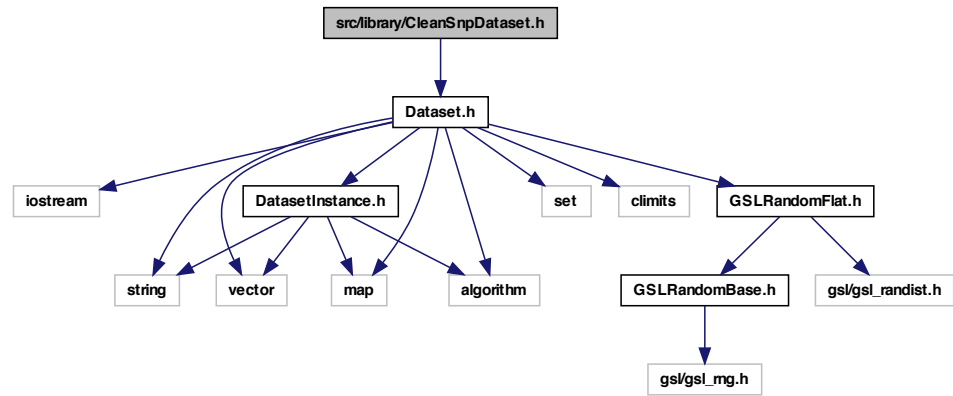 src/library/CleanSnpDataset.h
Dataset.h
iostream
DatasetInstance.h
set
climits
GSLRandomFlat.h
string
vector
map
algorithm
GSLRandomBase.h
gsl/gsl_randist.h
gsl/gsl_rng.h